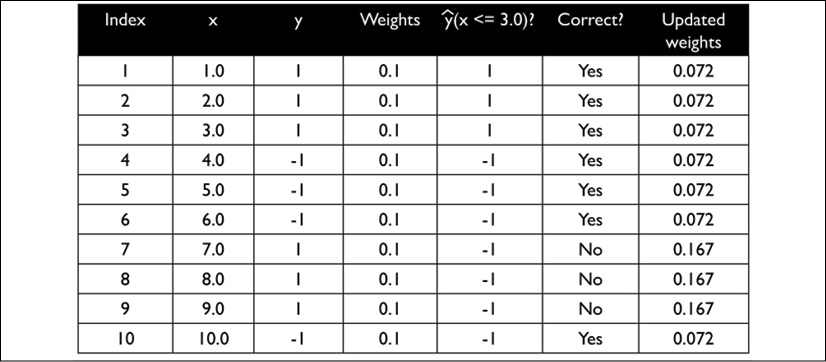 Index x y Weights ŷ(x <= 3.0)? Correct? Updated
weights
1 1.0 1 0.1 1 Yes 0.072
2 2.0 1 0.1 1 Yes 0.072
3 3.0 1 0.1 1 Yes 0.072
4 4.0 -1 0.1 -1 Yes 0.072
5 5.0 -1 0.1 -1 Yes 0.072
6 6.0 -1 0.1 -1 Yes 0.072
7 7.0 1 0.1 -1 No 0.167
8 8.0 1 0.1 -1 No 0.167
9 9.0 1 0.1 -1 No 0.167
10 10.0 -1 0.1 -1 Yes 0.072